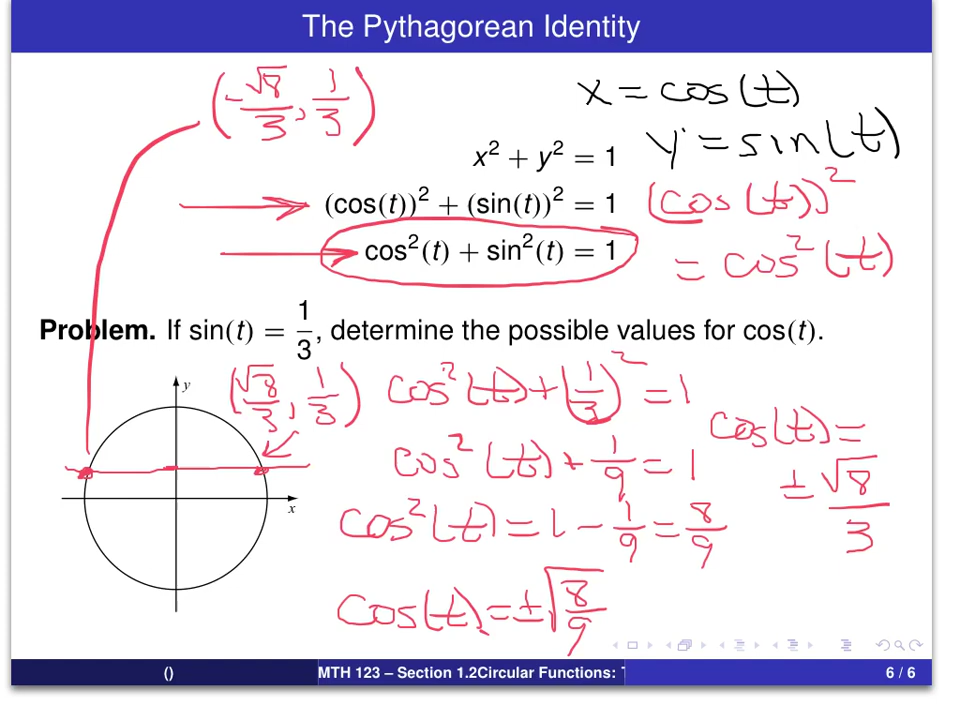 The Pythagorean Identity
(-√8/3, 1/3)
x = cos(t)
y = sin(t)
x² + y² = 1
(cos(t))² + (sin(t))² = 1
(cos(t))²
cos²(t) + sin²(t) = 1
= cos²(t)
Problem. If sin(t) = 1/3, determine the possible values for cos(t).
y
x
(√8/3, 1/3)
cos²(t) + (1/3)² = 1
cos²(t) + 1/9 = 1
cos²(t) = 1 - 1/9 = 8/9
cos(t) = ±√(8/9)
cos(t) =
± √8/3
()
MTH 123 – Section 1.2Circular Functions:
6 / 6